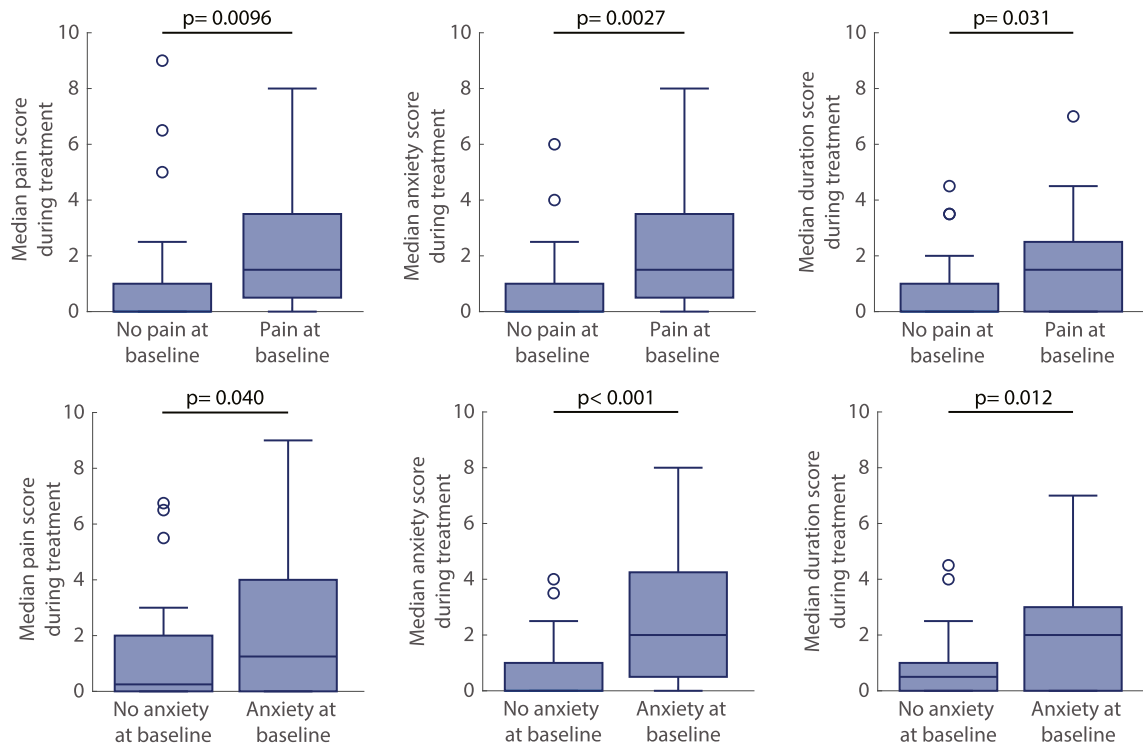 p= 0.0096
10
8
6
4
2
0
Median pain score
during treatment
No pain at
baseline
Pain at
baseline
p= 0.0027
10
8
6
4
2
0
Median anxiety score
during treatment
No pain at
baseline
Pain at
baseline
p= 0.031
10
8
6
4
2
0
Median duration score
during treatment
No pain at
baseline
Pain at
baseline
p= 0.040
10
8
6
4
2
0
Median pain score
during treatment
No anxiety
at baseline
Anxiety at
baseline
p< 0.001
10
8
6
4
2
0
Median anxiety score
during treatment
No anxiety
at baseline
Anxiety at
baseline
p= 0.012
10
8
6
4
2
0
Median duration score
during treatment
No anxiety
at baseline
Anxiety at
baseline